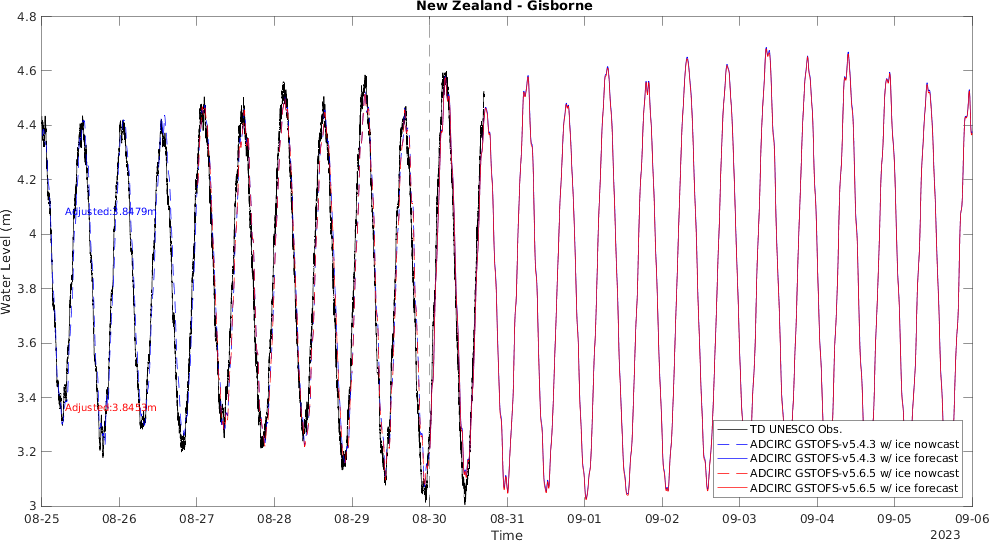 New Zealand - Gisborne
4.8
4.6
4.4
4.2
4
3.8
3.6
3.4
3.2
3
Water Level (m)
Adjusted:3.8479m
Adjusted:3.8453m
TD UNESCO Obs.
ADCIRC GSTOFS-v5.4.3 w/ ice nowcast
ADCIRC GSTOFS-v5.4.3 w/ ice forecast
ADCIRC GSTOFS-v5.6.5 w/ ice nowcast
ADCIRC GSTOFS-v5.6.5 w/ ice forecast
08-25 08-26 08-27 08-28 08-29 08-30 08-31 09-01 09-02 09-03 09-04 09-05 09-06
Time
2023